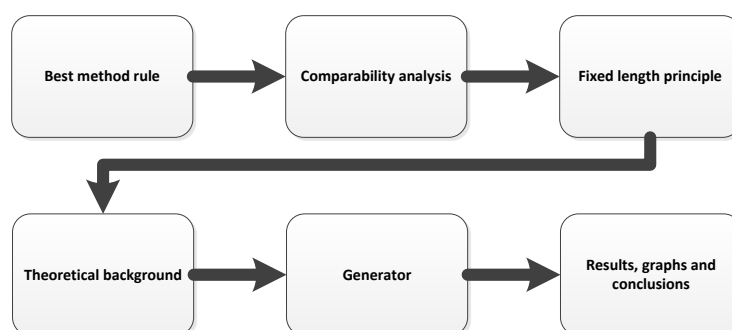 Best method rule
Comparability analysis
Fixed length principle
Theoretical background
Generator
Results, graphs and
conclusions